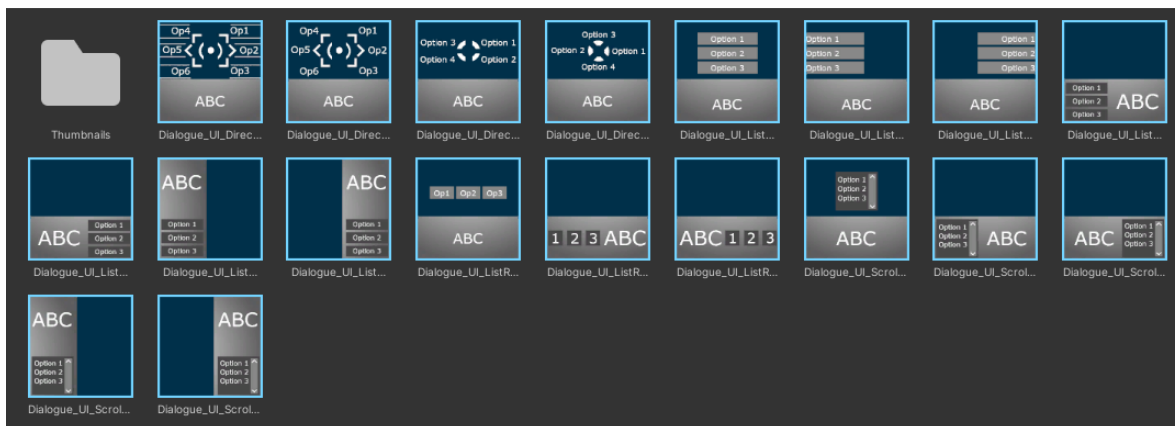 Op4 Op1
Op5 Op2
Op6 Op3
ABC
Op4 Op1
Op5 Op2
Op6 Op3
ABC
Option 3 Option 1
Option 4 Option 2
ABC
Option 3
Option 2 Option 1
Option 4
ABC
Option 1
Option 2
Option 3
ABC
Option 1
Option 2
Option 3
ABC
Option 1
Option 2
Option 3
ABC
Option 1
Option 2
Option 3
ABC
Thumbnails Dialogue_UI_Direc... Dialogue_UI_Direc... Dialogue_UI_Direc... Dialogue_UI_Direc... Dialogue_UI_List... Dialogue_UI_List... Dialogue_UI_List... Dialogue_UI_List...
ABC
Option 1
Option 2
Option 3
ABC
Option 1
Option 2
Option 3
ABC
Option 1
Option 2
Option 3
Op1 Op2 Op3
ABC
1 2 3 ABC
ABC 1 2 3
Option 1
Option 2
Option 3
ABC
Option 1
Option 2
Option 3
ABC
ABC
Option 1
Option 2
Option 3
Dialogue_UI_List... Dialogue_UI_List... Dialogue_UI_List... Dialogue_UI_ListR... Dialogue_UI_ListR... Dialogue_UI_ListR... Dialogue_UI_Scrol... Dialogue_UI_Scrol... Dialogue_UI_Scrol...
ABC
Option 1
Option 2
Option 3
ABC
Option 1
Option 2
Option 3
Dialogue_UI_Scrol... Dialogue_UI_Scrol...